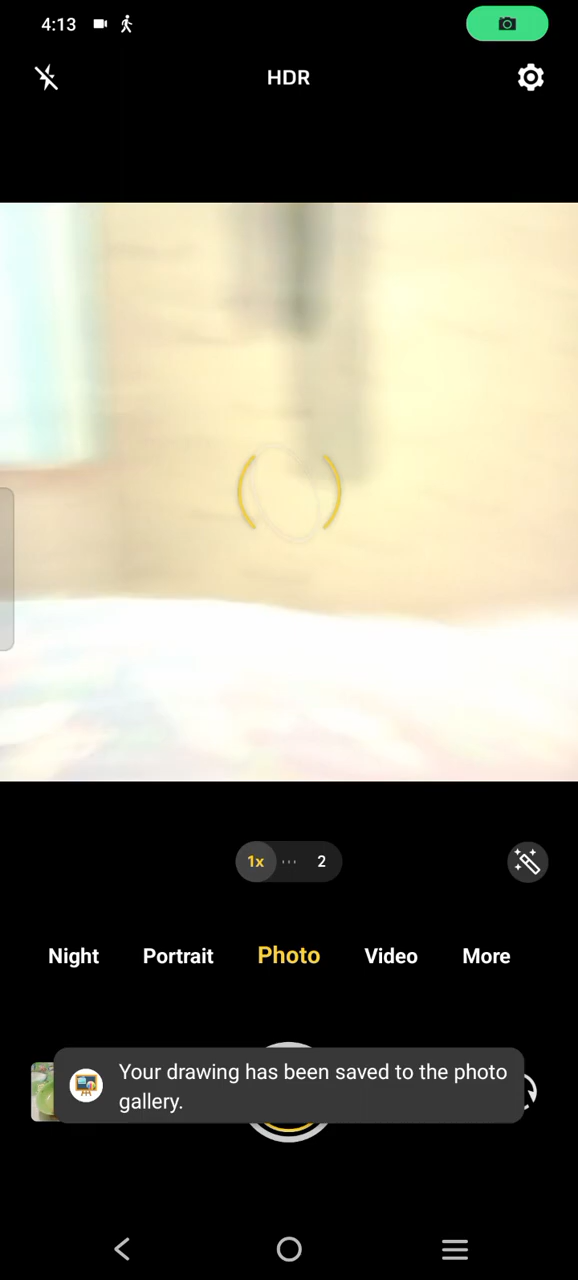 4:13
HDR
1x
2
Night Portrait Photo Video More
Your drawing has been saved to the photo
gallery.